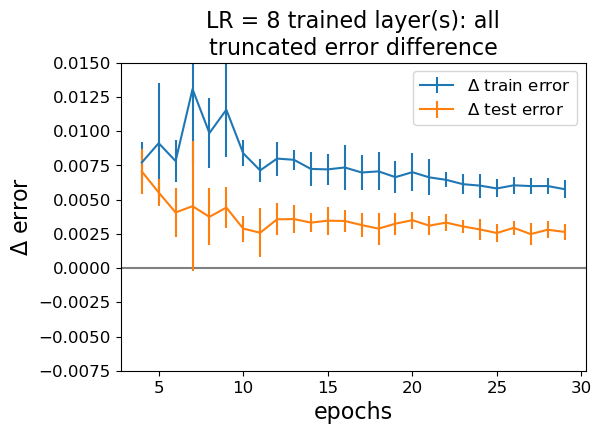 LR = 8 trained layer(s): all
truncated error difference
0.0150
0.0125
0.0100
0.0075
0.0050
0.0025
0.0000
−0.0025
−0.0050
−0.0075
Δ error
Δ train error
Δ test error
5
10
15
20
25
30
epochs